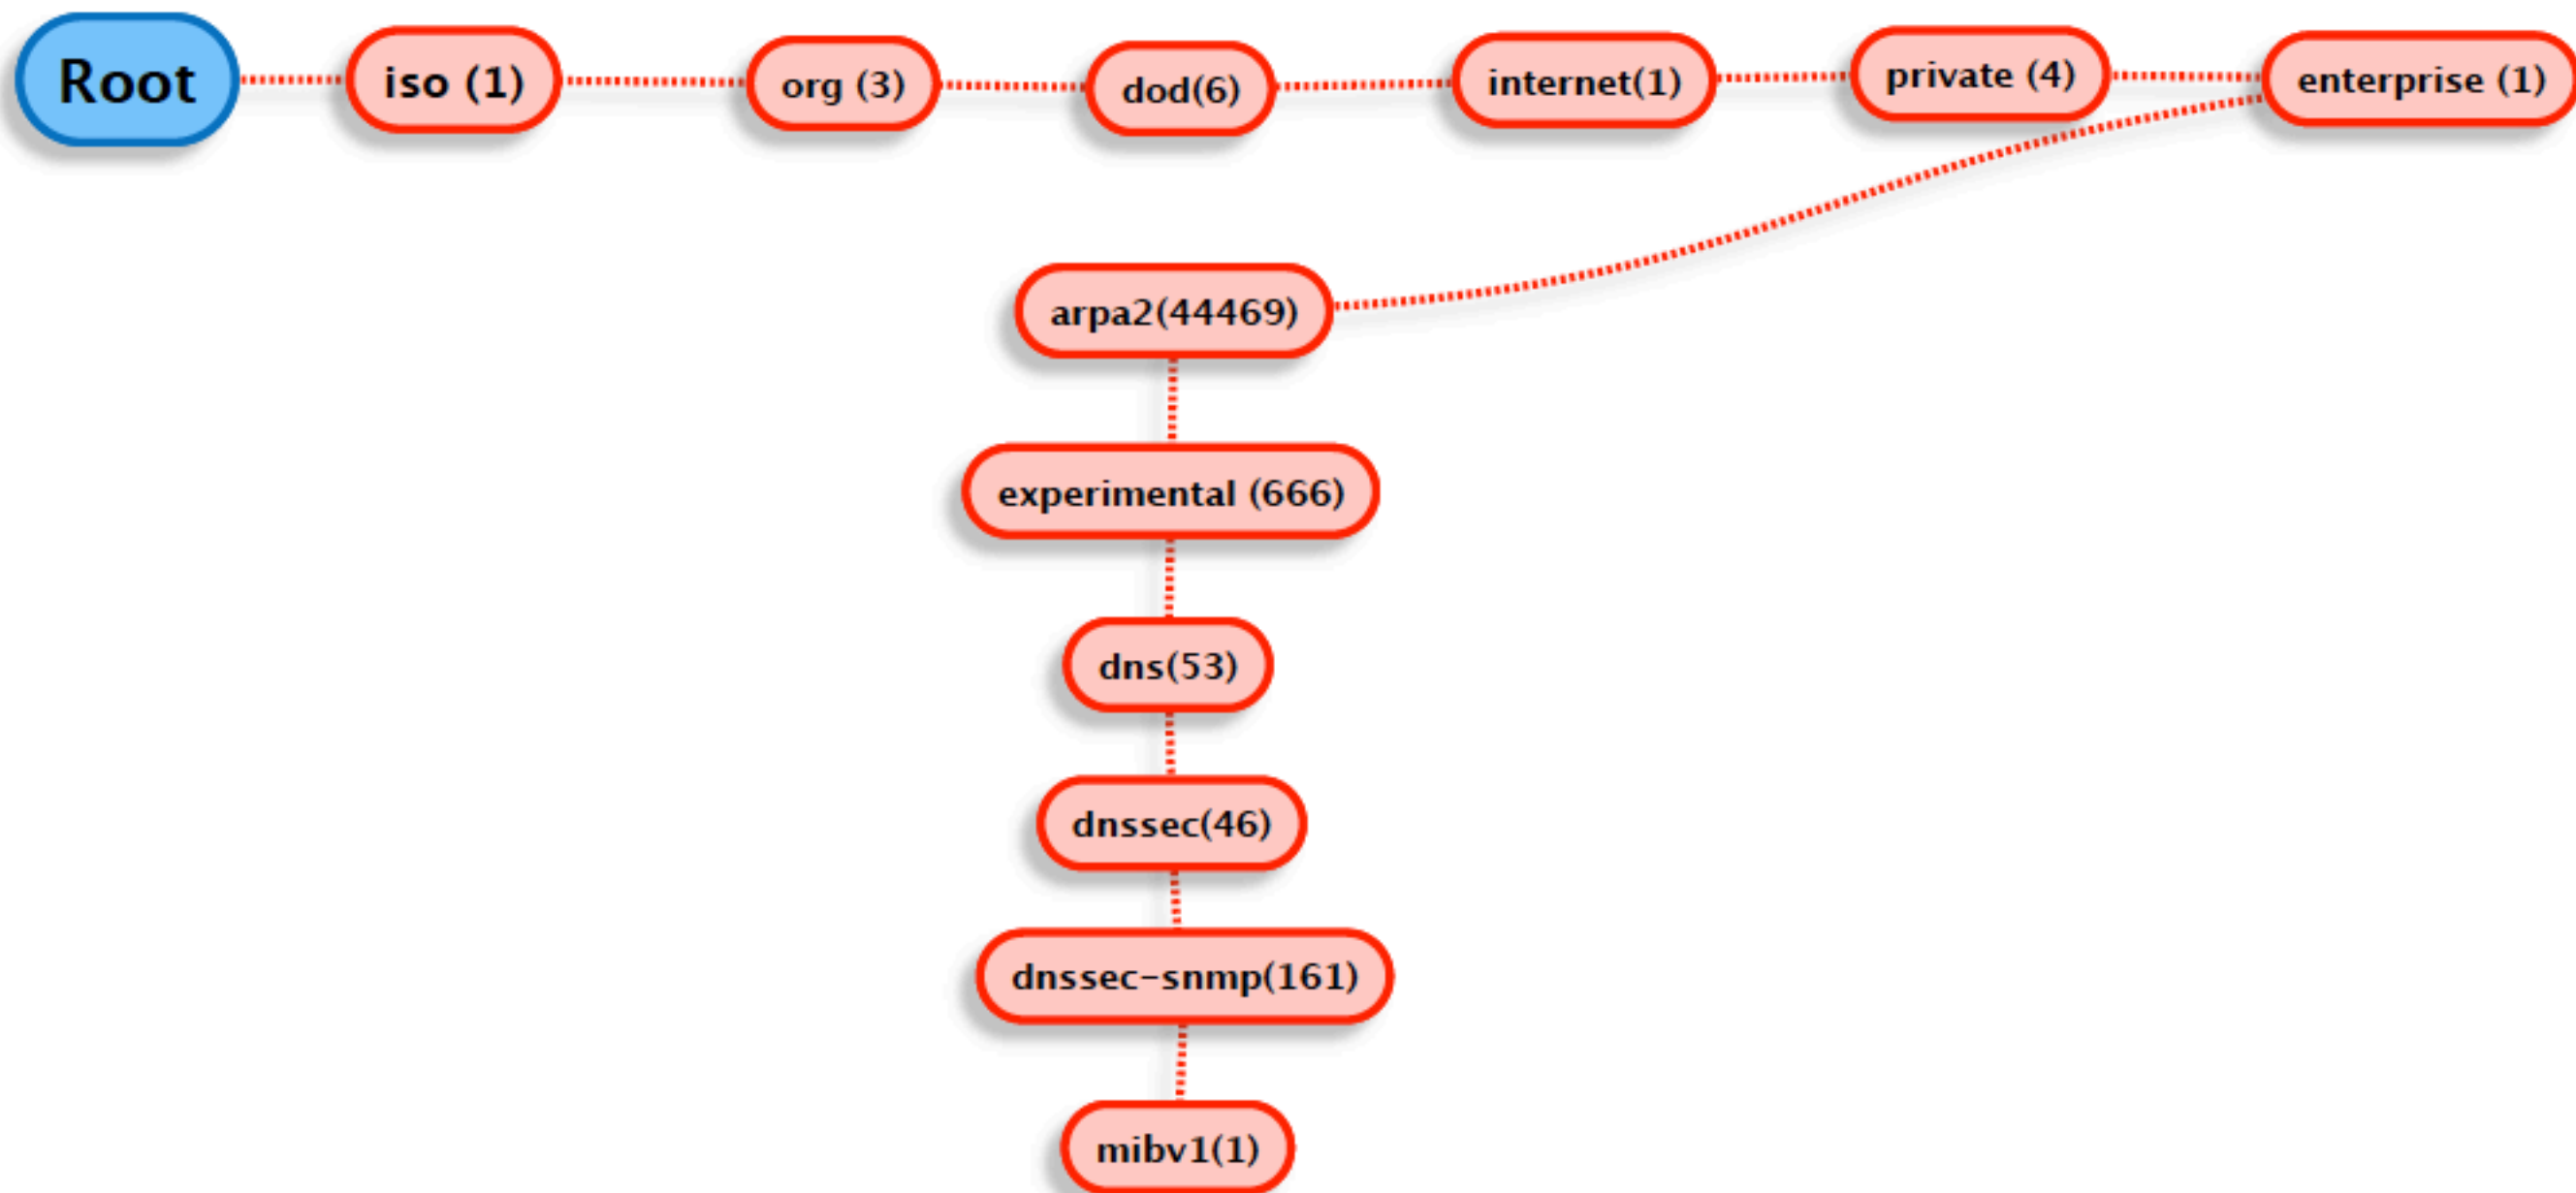 Root
iso (1)
org (3)
dod(6)
internet(1)
private (4)
enterprise (1)
arpa2(44469)
experimental (666)
dns(53)
dnssec(46)
dnssec-snmp(161)
mibv1(1)